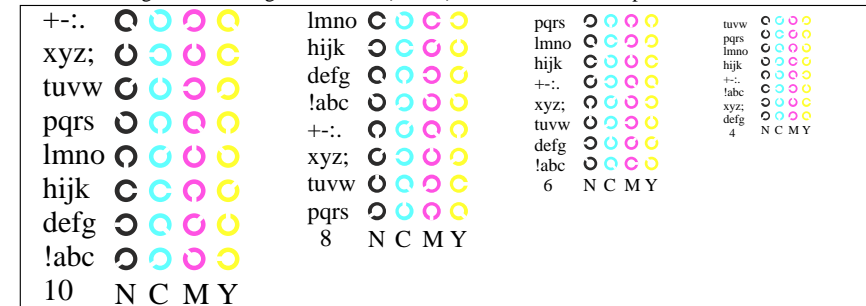 +-:.
xyz;
tuvw
pqrs
lmno
hijk
defg
!abc
10 N C M Y
lmno
hijk
defg
!abc
+-:.
xyz;
tuvw
pqrs
8 N C M Y
pqrs
lmno
hijk
+-:.
xyz;
tuvw
defg
!abc
6 N C M Y
tuvw
pqrs
lmno
hijk
+-:.
!abc
xyz;
defg
4 N C M Y